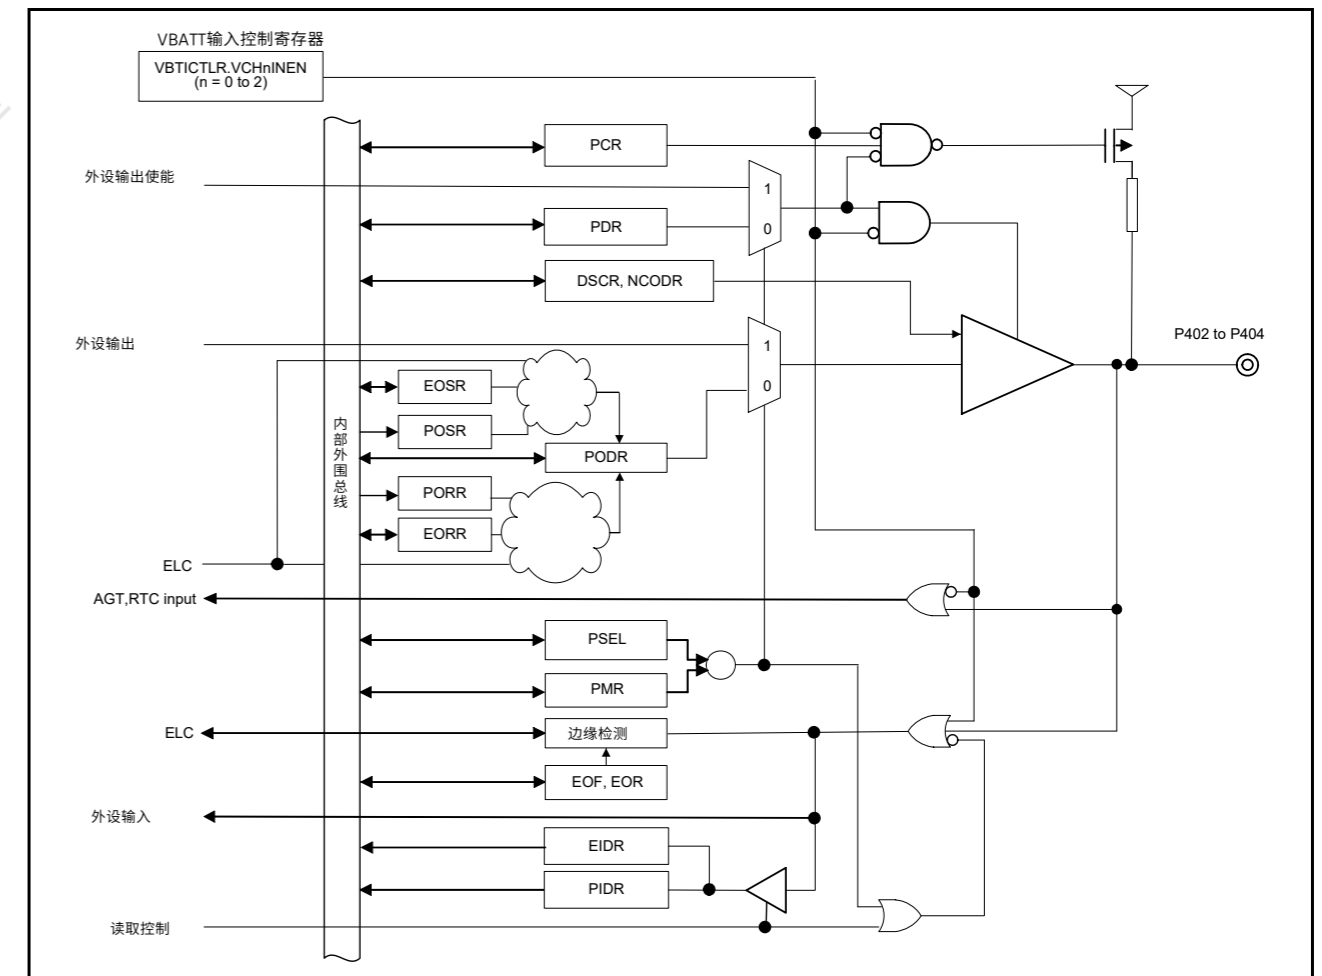 VBATT输入控制寄存器
VBTICTLR.VCHnINEN
(n = 0 to 2)
PCR
外设输出使能
1
PDR
0
DSCR, NCODR
P402 to P404
外设输出
1
EOSR
0
内部外围总线
POSR
PODR
PORR
EORR
ELC
AGT,RTC input
PSEL
PMR
ELC
边缘检测
EOF, EOR
外设输入
EIDR
PIDR
读取控制